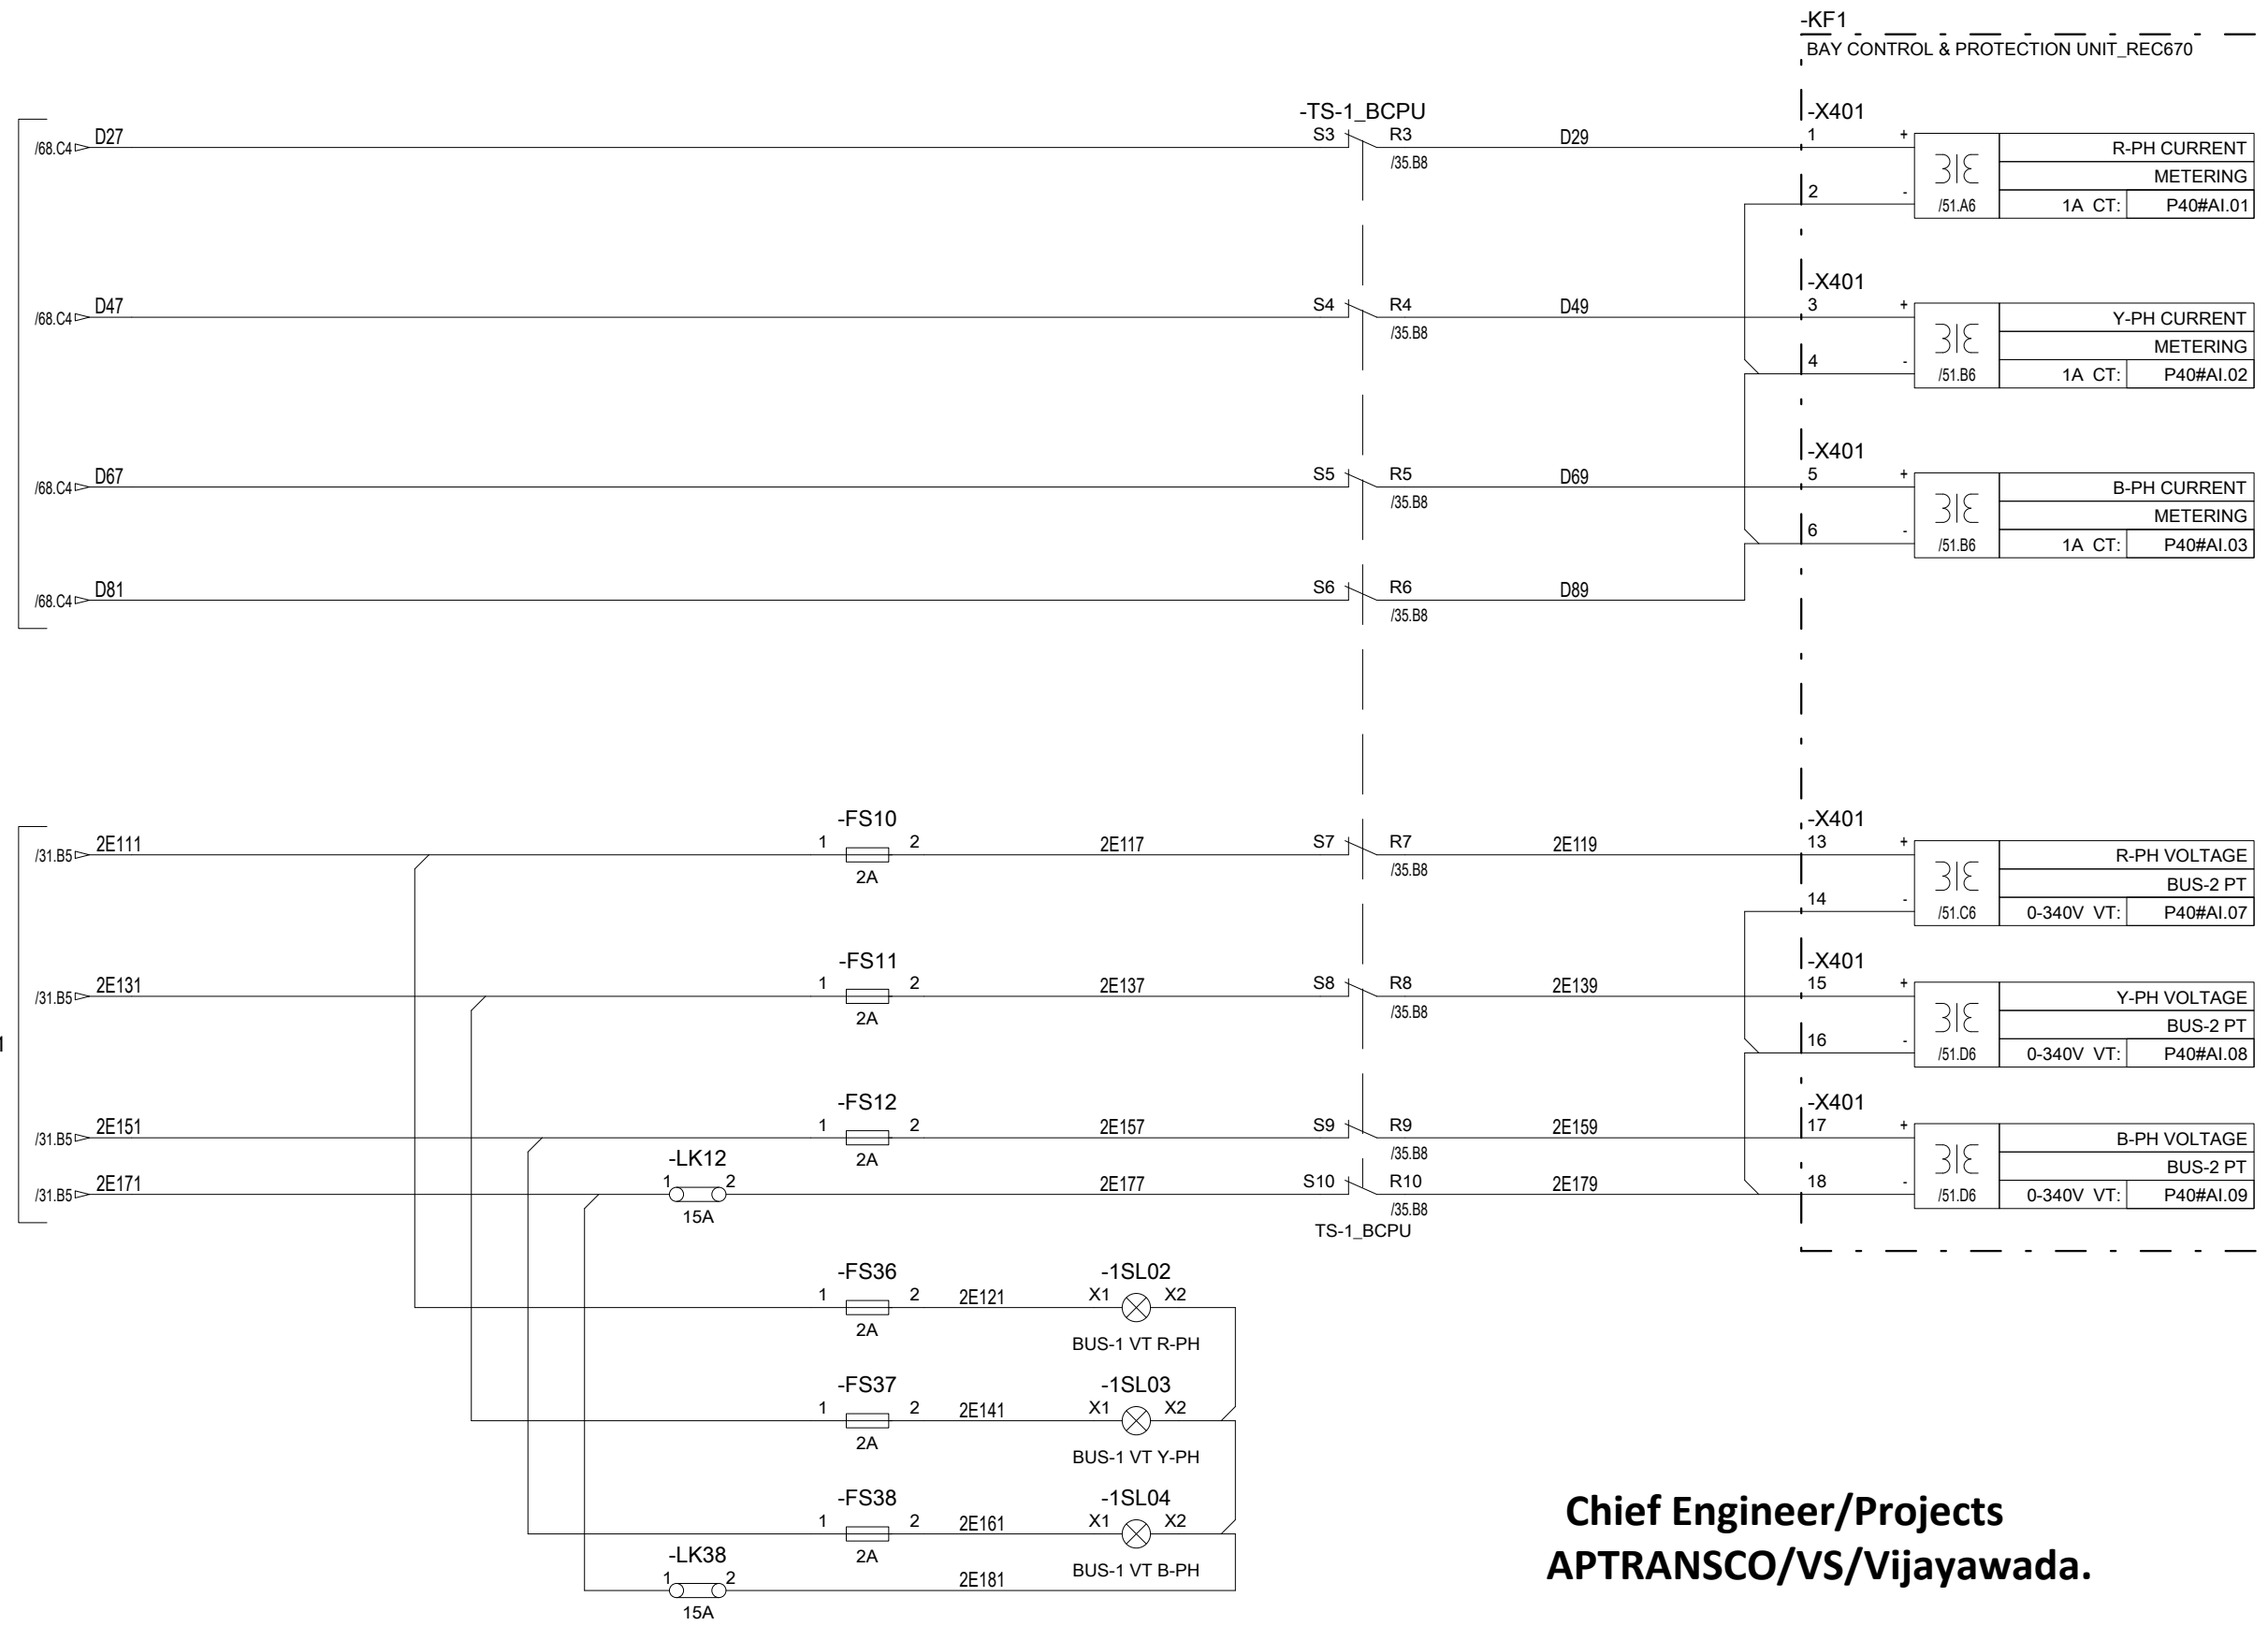 -KF1
BAY CONTROL & PROTECTION UNIT_REC670
-TS-1_BCPU
-X401
/68.C4 D27 S3 R3 D29 1 +
/35.B8
R-PH CURRENT
METERING
2 -
/51.A6 1A CT: P40#AI.01
-X401
/68.C4 D47 S4 R4 D49 3 +
/35.B8
Y-PH CURRENT
METERING
4 -
/51.B6 1A CT: P40#AI.02
-X401
/68.C4 D67 S5 R5 D69 5 +
/35.B8
B-PH CURRENT
METERING
6 -
/51.B6 1A CT: P40#AI.03
/68.C4 D81 S6 R6 D89
/35.B8
-FS10 -X401
/31.B5 2E111 1 2 2E117 S7 R7 2E119 13 +
2A /35.B8
R-PH VOLTAGE
BUS-2 PT
14 -
/51.C6 0-340V VT: P40#AI.07
-FS11 -X401
/31.B5 2E131 1 2 2E137 S8 R8 2E139 15 +
2A /35.B8
Y-PH VOLTAGE
BUS-2 PT
16 -
/51.D6 0-340V VT: P40#AI.08
-FS12 -X401
/31.B5 2E151 1 2 2E157 S9 R9 2E159 17 +
2A /35.B8
B-PH VOLTAGE
BUS-2 PT
-LK12
/31.B5 2E171 1 2 2E177 S10 R10 2E179 18 -
15A /35.B8
/51.D6 0-340V VT: P40#AI.09
TS-1_BCPU
-FS36 -1SL02
1 2 2E121 X1 X2
2A
BUS-1 VT R-PH
-FS37 -1SL03
1 2 2E141 X1 X2
2A
BUS-1 VT Y-PH
-FS38 -1SL04
1 2 2E161 X1 X2
2A
BUS-1 VT B-PH
-LK38
1 2 2E181
15A
Chief Engineer/Projects
APTRANSCO/VS/Vijayawada.